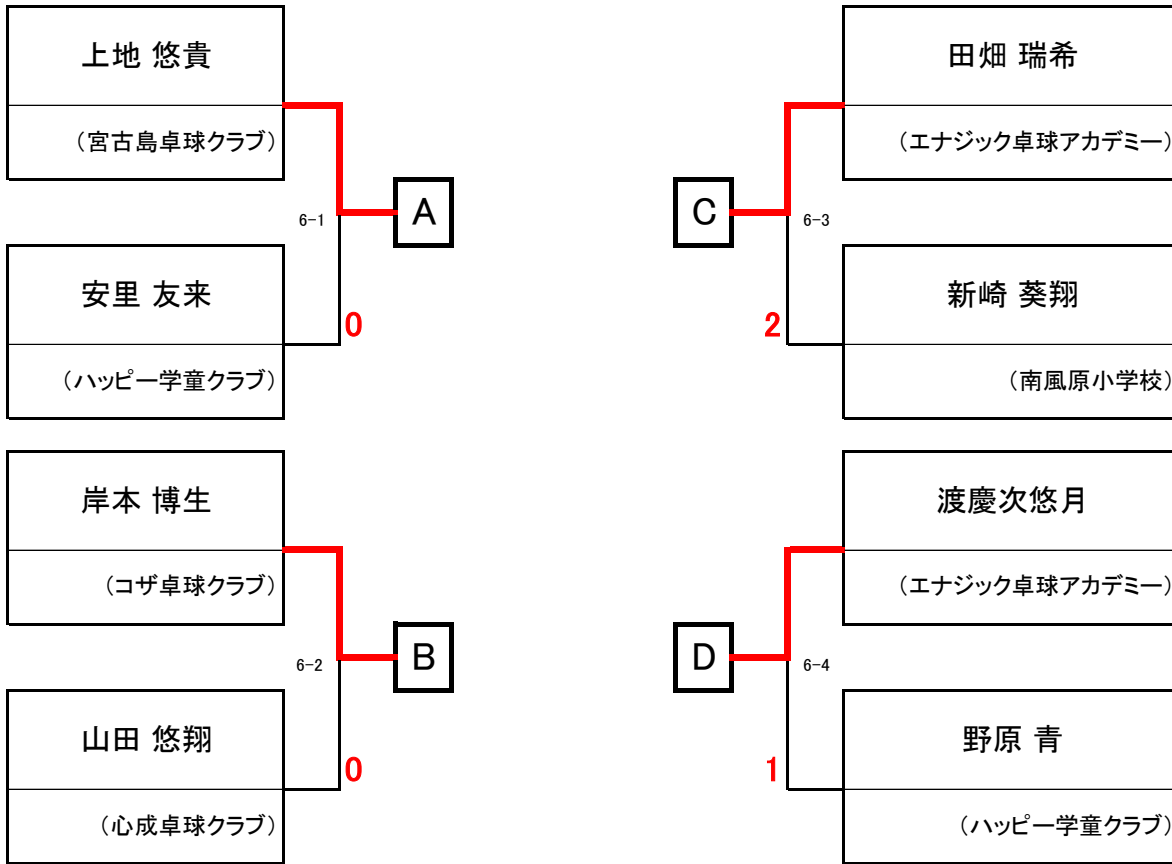 上地 悠貴
（宮古島卓球クラブ）
6-1
A
安里 友来
0
（ハッピー学童クラブ）
岸本 博生
（コザ卓球クラブ）
6-2
B
山田 悠翔
0
（心成卓球クラブ）
田畑 瑞希
（エナジック卓球アカデミー）
C
6-3
新崎 葵翔
2
（南風原小学校）
渡慶次悠月
（エナジック卓球アカデミー）
D
6-4
野原 青
1
（ハッピー学童クラブ）